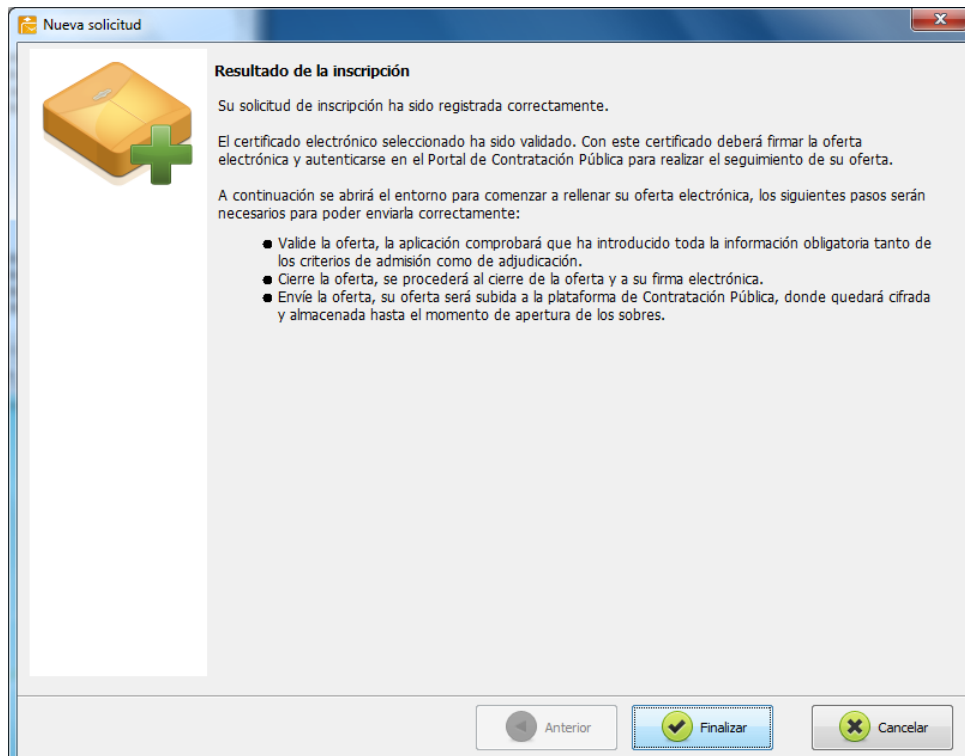 Nueva solicitud
Resultado de la inscripción
Su solicitud de inscripción ha sido registrada correctamente.
El certificado electrónico seleccionado ha sido validado. Con este certificado deberá firmar la oferta
electrónica y autenticarse en el Portal de Contratación Pública para realizar el seguimiento de su oferta.
A continuación se abrirá el entorno para comenzar a rellenar su oferta electrónica, los siguientes pasos serán
necesarios para poder enviarla correctamente:
● Valide la oferta, la aplicación comprobará que ha introducido toda la información obligatoria tanto de
los criterios de admisión como de adjudicación.
● Cierre la oferta, se procederá al cierre de la oferta y a su firma electrónica.
● Envíe la oferta, su oferta será subida a la plataforma de Contratación Pública, donde quedará cifrada
y almacenada hasta el momento de apertura de los sobres.
Anterior
Finalizar
Cancelar